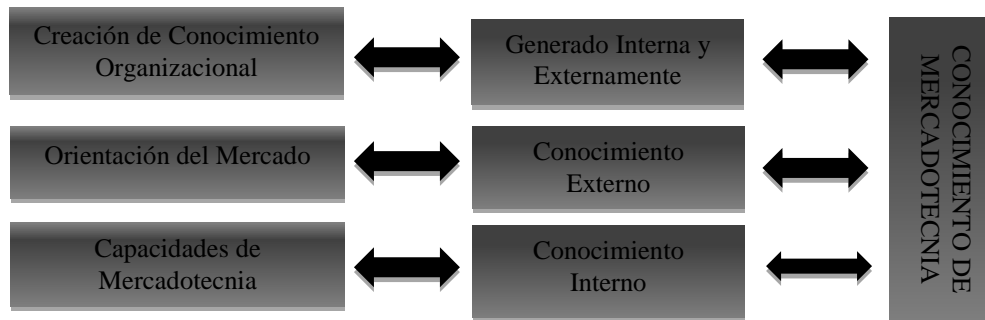 Creación de Conocimiento
Organizacional
Generado Interna y
Externamente
Orientación del Mercado
Conocimiento
Externo
Capacidades de
Mercadotecnia
Conocimiento
Interno
CONOCIMIENTO DE
MERCADOTECNIA